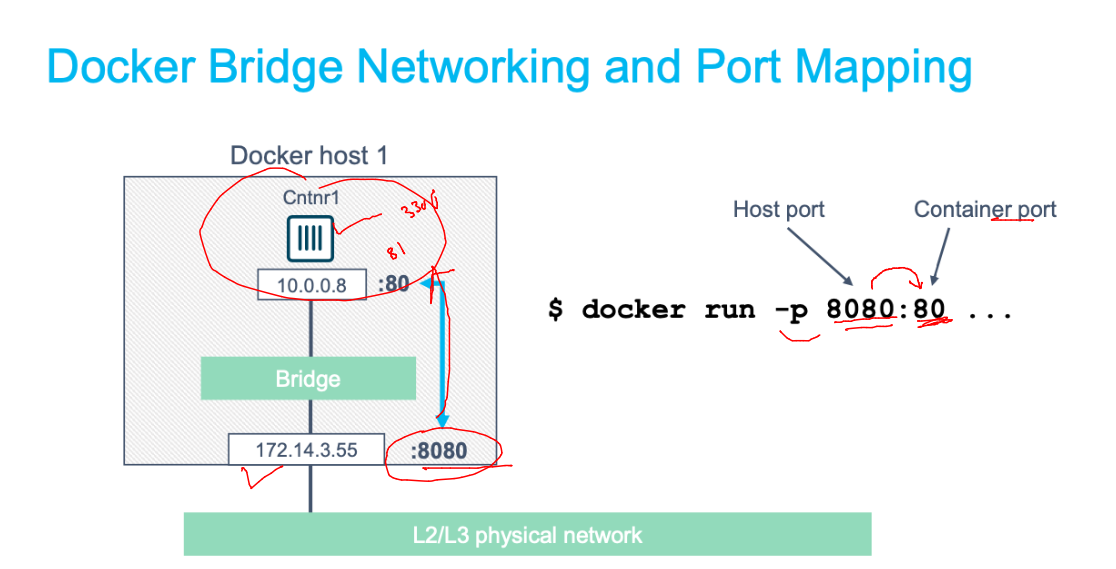 Docker Bridge Networking and Port Mapping
Docker host 1
Cntnr1
81
10.0.0.8 :80
Bridge
172.14.3.55 :8080
L2/L3 physical network
Host port Container port
$ docker run -p 8080:80 ...